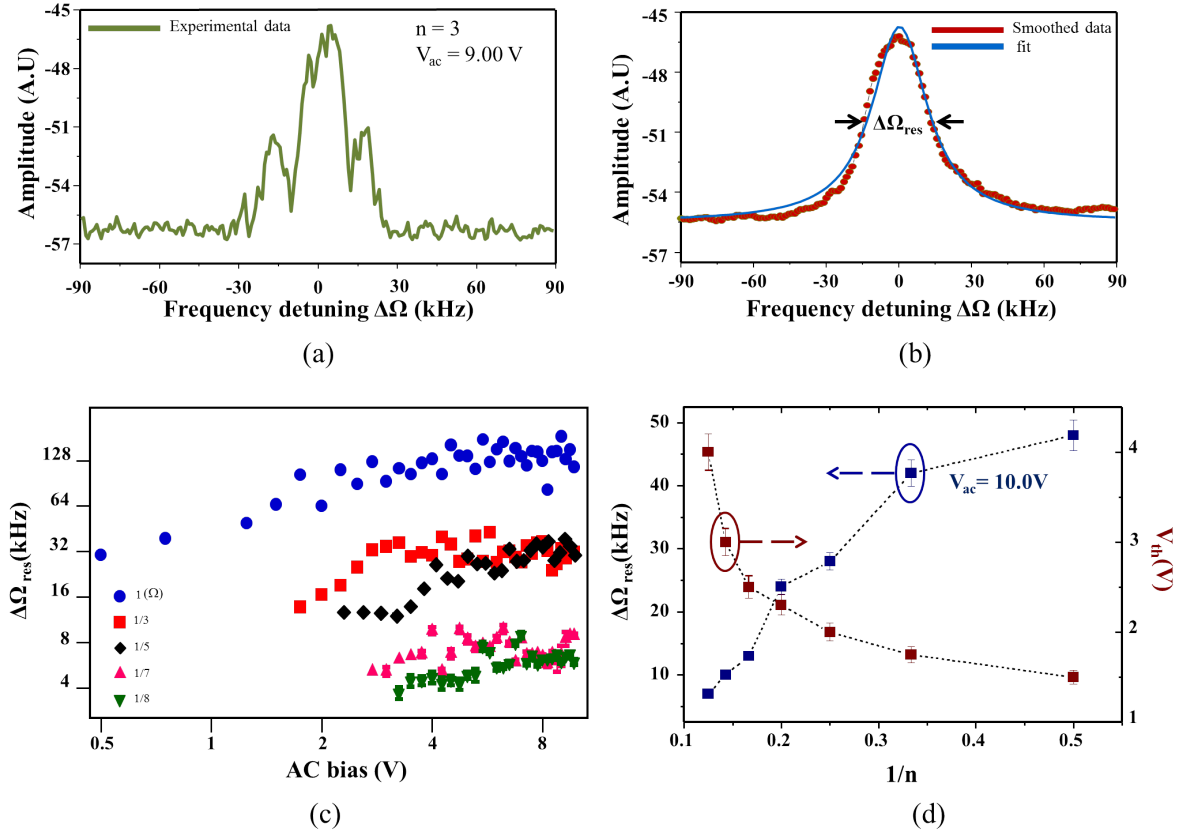 -45
-48
-51
-54
-57
Amplitude (A.U)
Experimental data
n = 3
Vac = 9.00 V
-90 -60 -30 0 30 60 90
Frequency detuning ΔΩ (kHz)
(a)
-45
-48
-51
-54
-57
Amplitude (A.U)
Smoothed data
fit
ΔΩres
-90 -60 -30 0 30 60 90
Frequency detuning ΔΩ (kHz)
(b)
128
64
32
16
8
4
ΔΩres(kHz)
1 (Ω)
1/3
1/5
1/7
1/8
0.5 1 2 4 8
AC bias (V)
(c)
50
40
30
20
10
ΔΩres(kHz)
Vac= 10.0V
4
3
2
1
Vth(V)
0.1 0.2 0.3 0.4 0.5
1/n
(d)